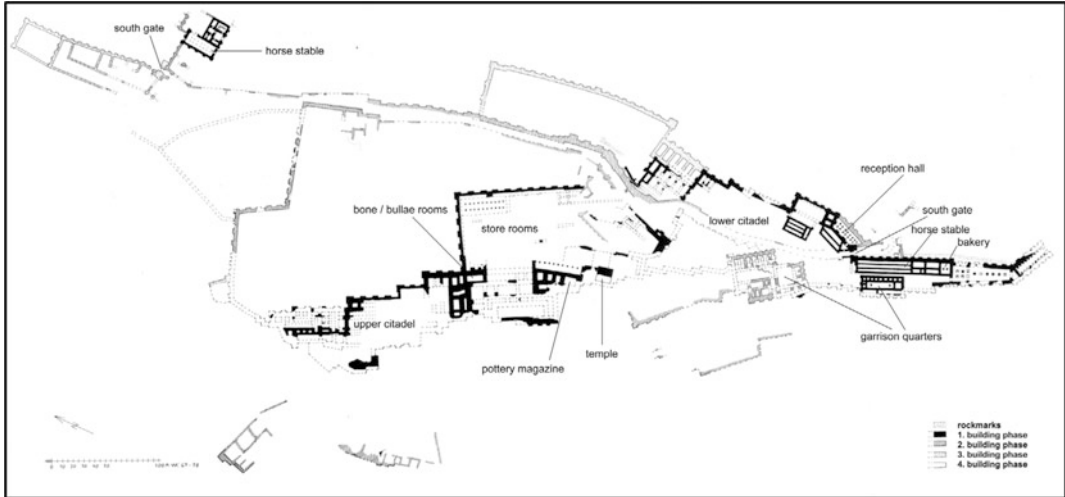 south gate
horse stable
bone / bullae rooms
store rooms
lower citadel
reception hall
south gate
horse stable
bakery
upper citadel
pottery magazine
temple
garrison quarters
rockmarks
1. building phase
2. building phase
3. building phase
4. building phase